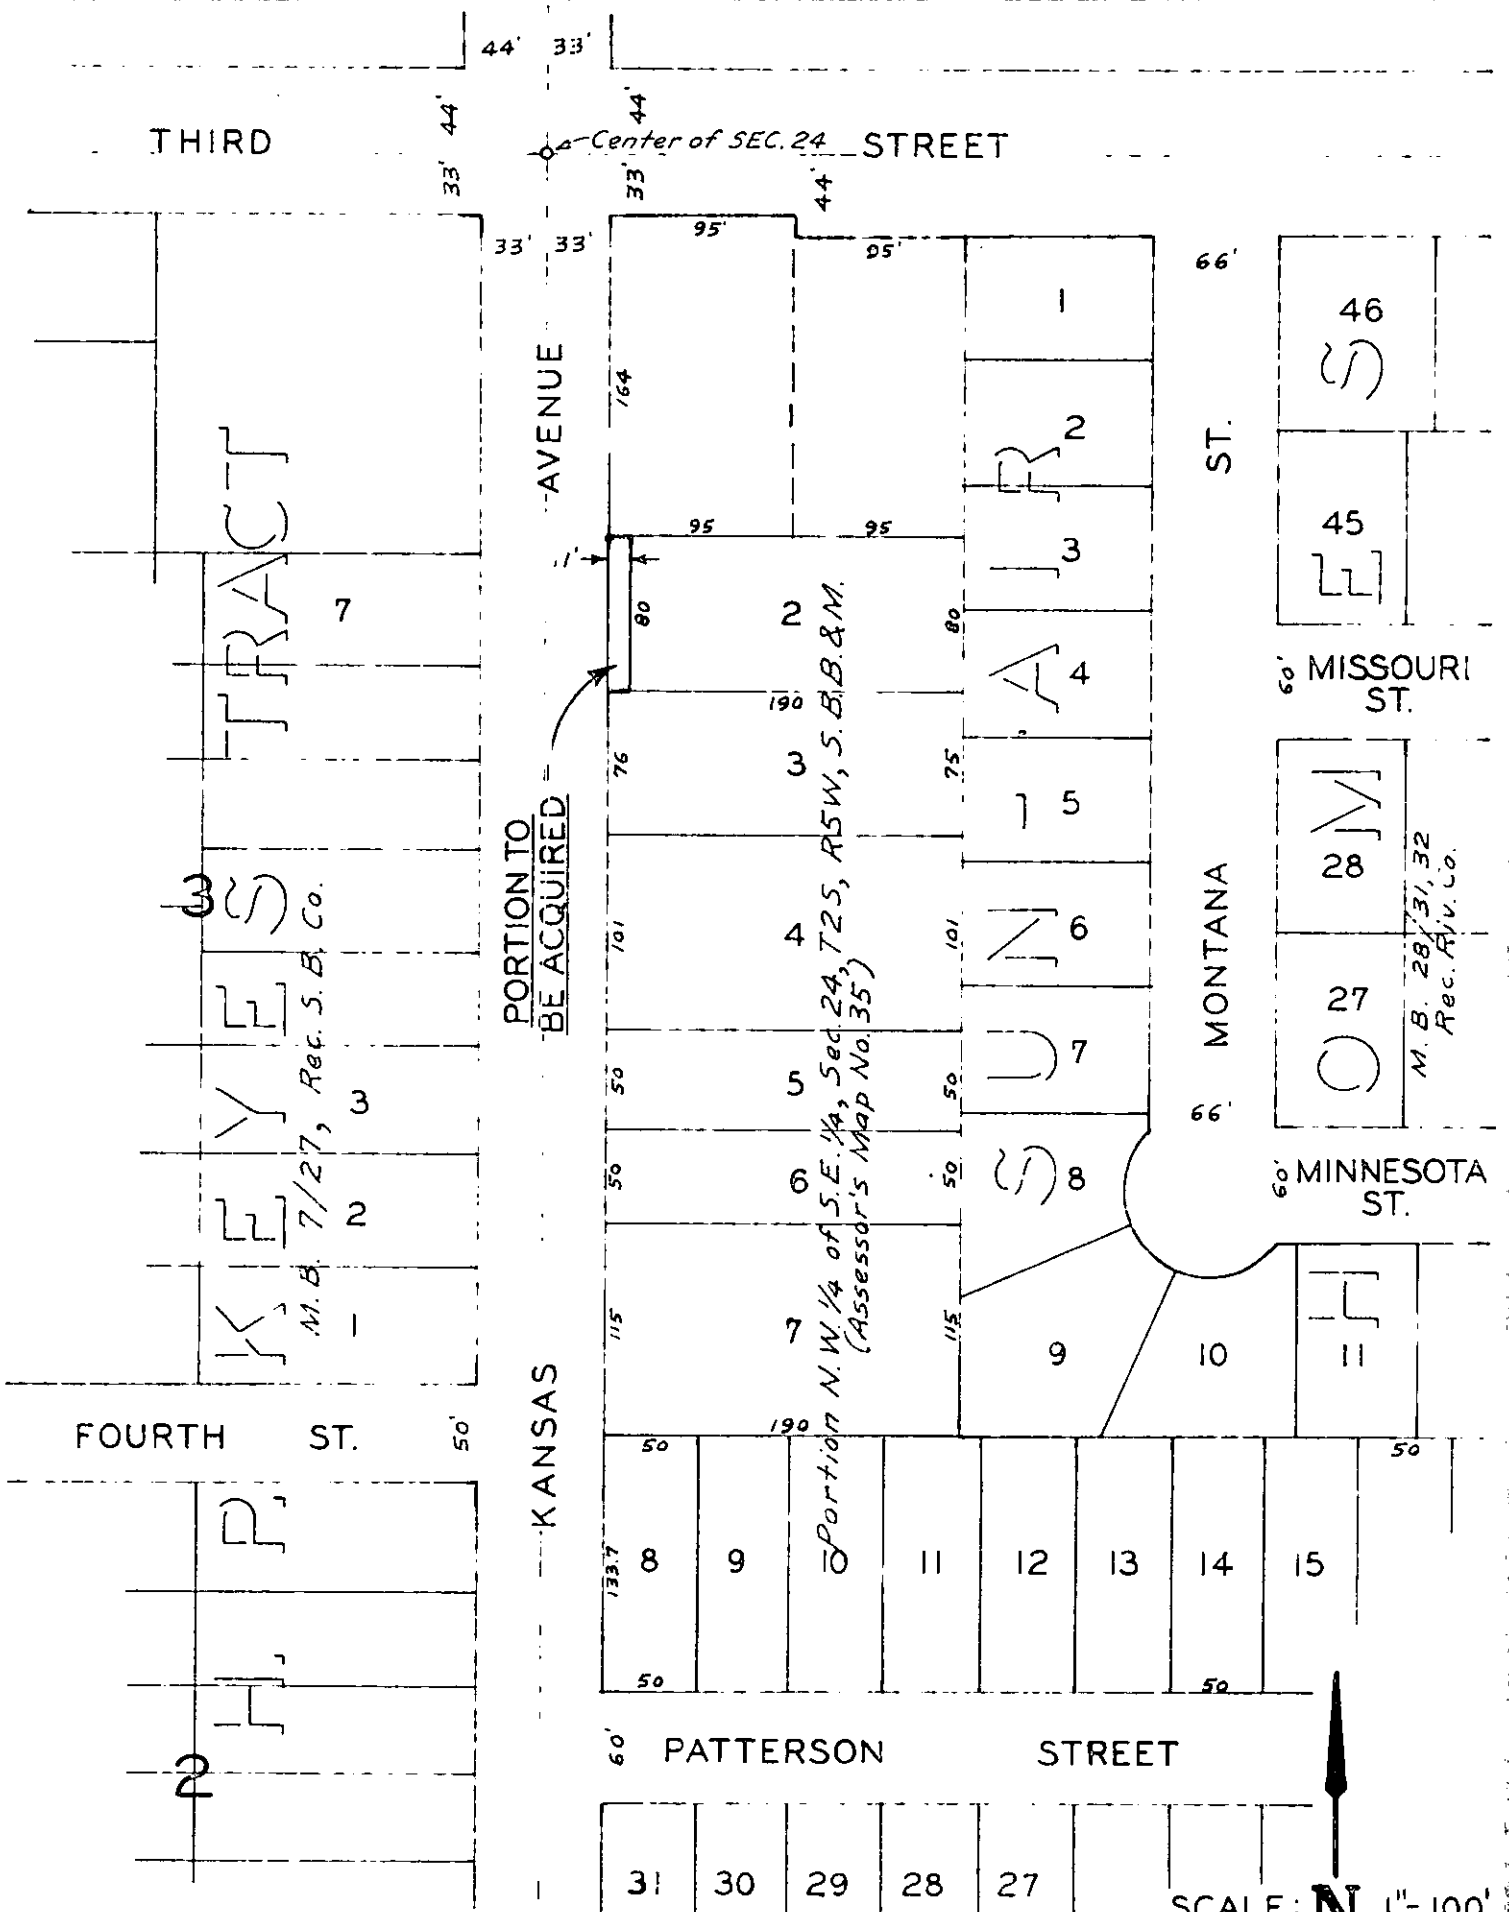 44' 33'
44' 44'
THIRD STREET
Center of SEC. 24
33' 33' 44'
33' 33'
95' 95'
66'
1
46
164
AVENUE
2
ST.
45
95 95
11'
3
7
80
2
80
4
60' MISSOURI
ST.
190
76
3
75
5
PORTION TO
BE ACQUIRED
28
3
101
4
101
6
MONTANA
27
M. B. 28/31, 32
Rec. Riv. Co.
50
5
50
7
3
66'
50
6
50
8
60' MINNESOTA
ST.
2
115
7
115
1
9
10
11
H. P. KEYES TRACT
M. B. 7/27, Rec. S. B. Co.
Portion N.W. 1/4 of S.E. 1/4, Sec. 24, T2S, R5W, S.B.B.&M.
(Assessor's Map No. 35)
SUN-AIR
HOMES
FOURTH ST. 50'
KANSAS
190
50
50
133.7
8 9 10 11 12 13 14 15
50
50
2
60'
PATTERSON STREET
31 30 29 28 27
SCALE: N 1"=100'